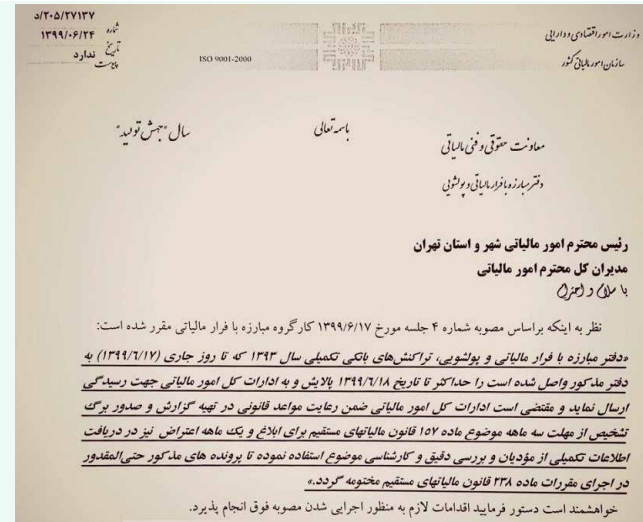 وزارت امور اقتصادی و دارایی
سازمان امور مالیاتی کشور
ISO 9001-2000
د/۲۰۵/۲۷۱۳۷
شماره
۱۳۹۹/۰۶/۲۴
تاریخ
ندارد
پیوست
باسمه تعالی
سال "جهش تولید"
معاونت حقوقی و فنی مالیاتی
دفتر مبارزه با فرار مالیاتی و پولشویی
رئیس محترم امور مالیاتی شهر و استان تهران
مدیران کل محترم امور مالیاتی
با سلام و احترام
نظر به اینکه براساس مصوبه شماره ۴ جلسه مورخ ۱۳۹۹/۶/۱۷ کارگروه مبارزه با فرار مالیاتی مقرر شده است:
«دفتر مبارزه با فرار مالیاتی و پولشویی، تراکنش‌های بانکی تکمیلی سال ۱۳۹۳ که تا روز جاری (۱۳۹۹/۶/۱۷) به
دفتر مذکور واصل شده است را حداکثر تا تاریخ ۱۳۹۹/۶/۱۸ پالایش و به ادارات کل امور مالیاتی جهت رسیدگی
ارسال نماید و مقتضی است ادارات کل امور مالیاتی ضمن رعایت مواعد قانونی در تهیه گزارش و صدور برگ
تشخیص از مهلت سه ماهه موضوع ماده ۱۵۷ قانون مالیاتهای مستقیم برای ابلاغ و یک ماهه اعتراض نیز در دریافت
اطلاعات تکمیلی از مؤدیان و بررسی دقیق و کارشناسی موضوع استفاده نموده تا پرونده های مذکور حتی‌المقدور
در اجرای مقررات ماده ۲۳۸ قانون مالیاتهای مستقیم مختومه گردد.»
خواهشمند است دستور فرمایید اقدامات لازم به منظور اجرایی شدن مصوبه فوق انجام پذیرد.